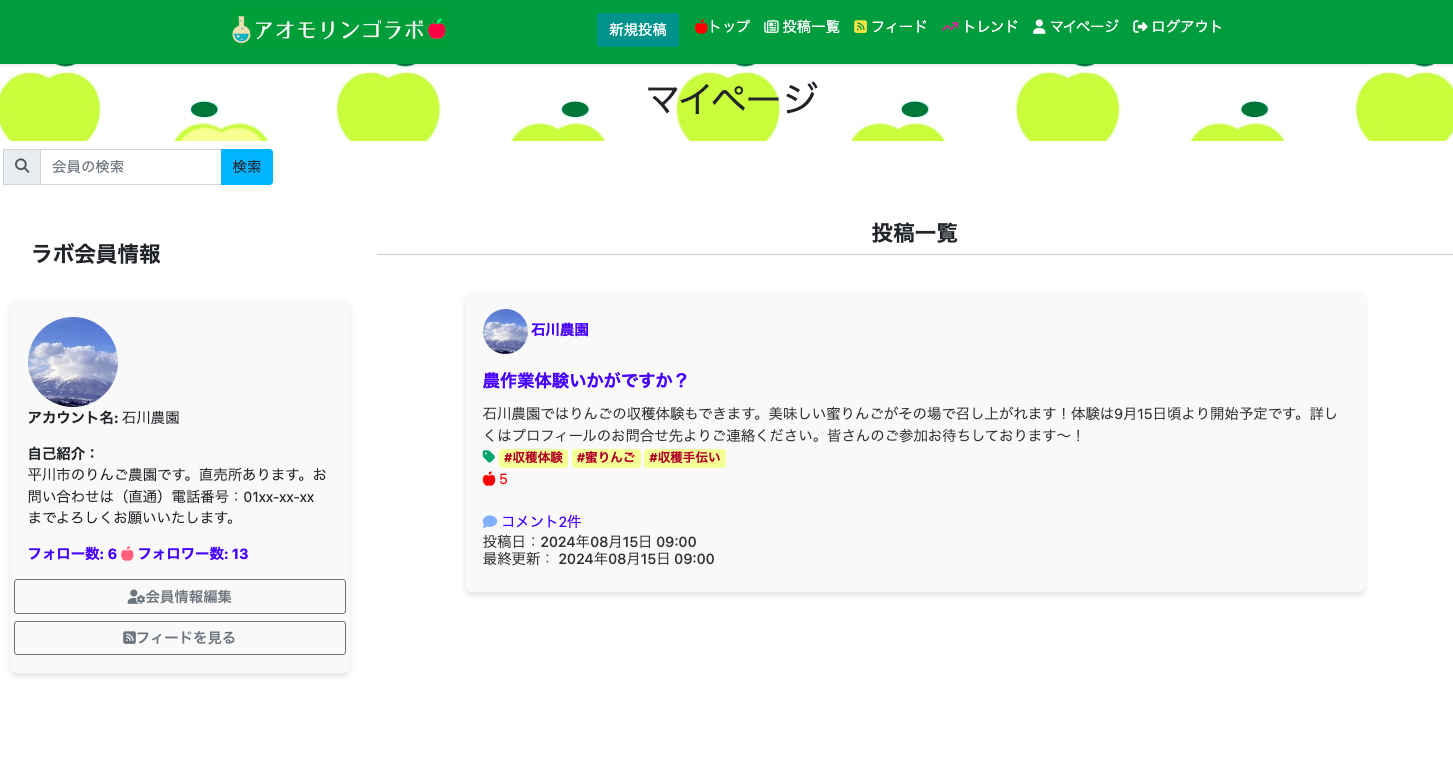 アオモリンゴラボ
新規投稿 トップ 投稿一覧 フィード トレンド マイページ ログアウト
マイページ
会員の検索 検索
ラボ会員情報
アカウント名: 石川農園
自己紹介：
平川市のりんご農園です。直売所あります。お
問い合わせは（直通）電話番号：01xx-xx-xx
までよろしくお願いいたします。
フォロー数: 6 フォロワー数: 13
会員情報編集
フィードを見る
投稿一覧
石川農園
農作業体験いかがですか？
石川農園ではりんごの収穫体験もできます。美味しい蜜りんごがその場で召し上がれます！体験は9月15日頃より開始予定です。詳し
くはプロフィールのお問合せ先よりご連絡ください。皆さんのご参加お待ちしております〜！
#収穫体験 #蜜りんご #収穫手伝い
5
コメント2件
投稿日：2024年08月15日 09:00
最終更新： 2024年08月15日 09:00